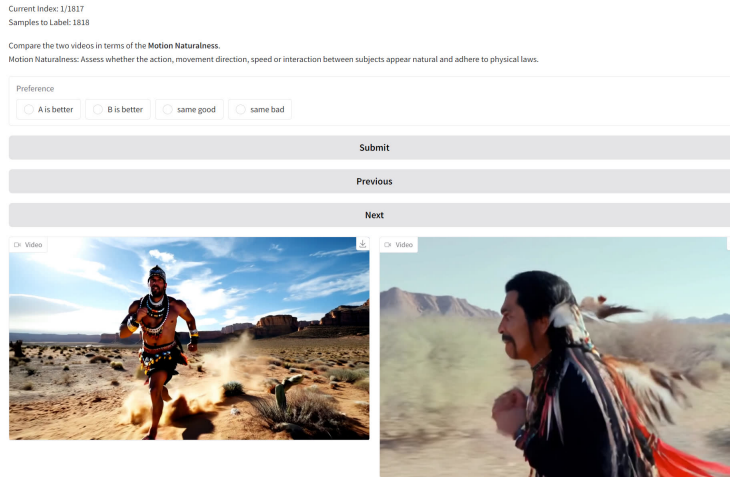 Current Index: 1/1817
Samples to Label: 1818
Compare the two videos in terms of the Motion Naturalness.
Motion Naturalness: Assess whether the action, movement direction, speed or interaction between subjects appear natural and adhere to physical laws.
Preference
A is better
B is better
same good
same bad
Submit
Previous
Next
Video
Video